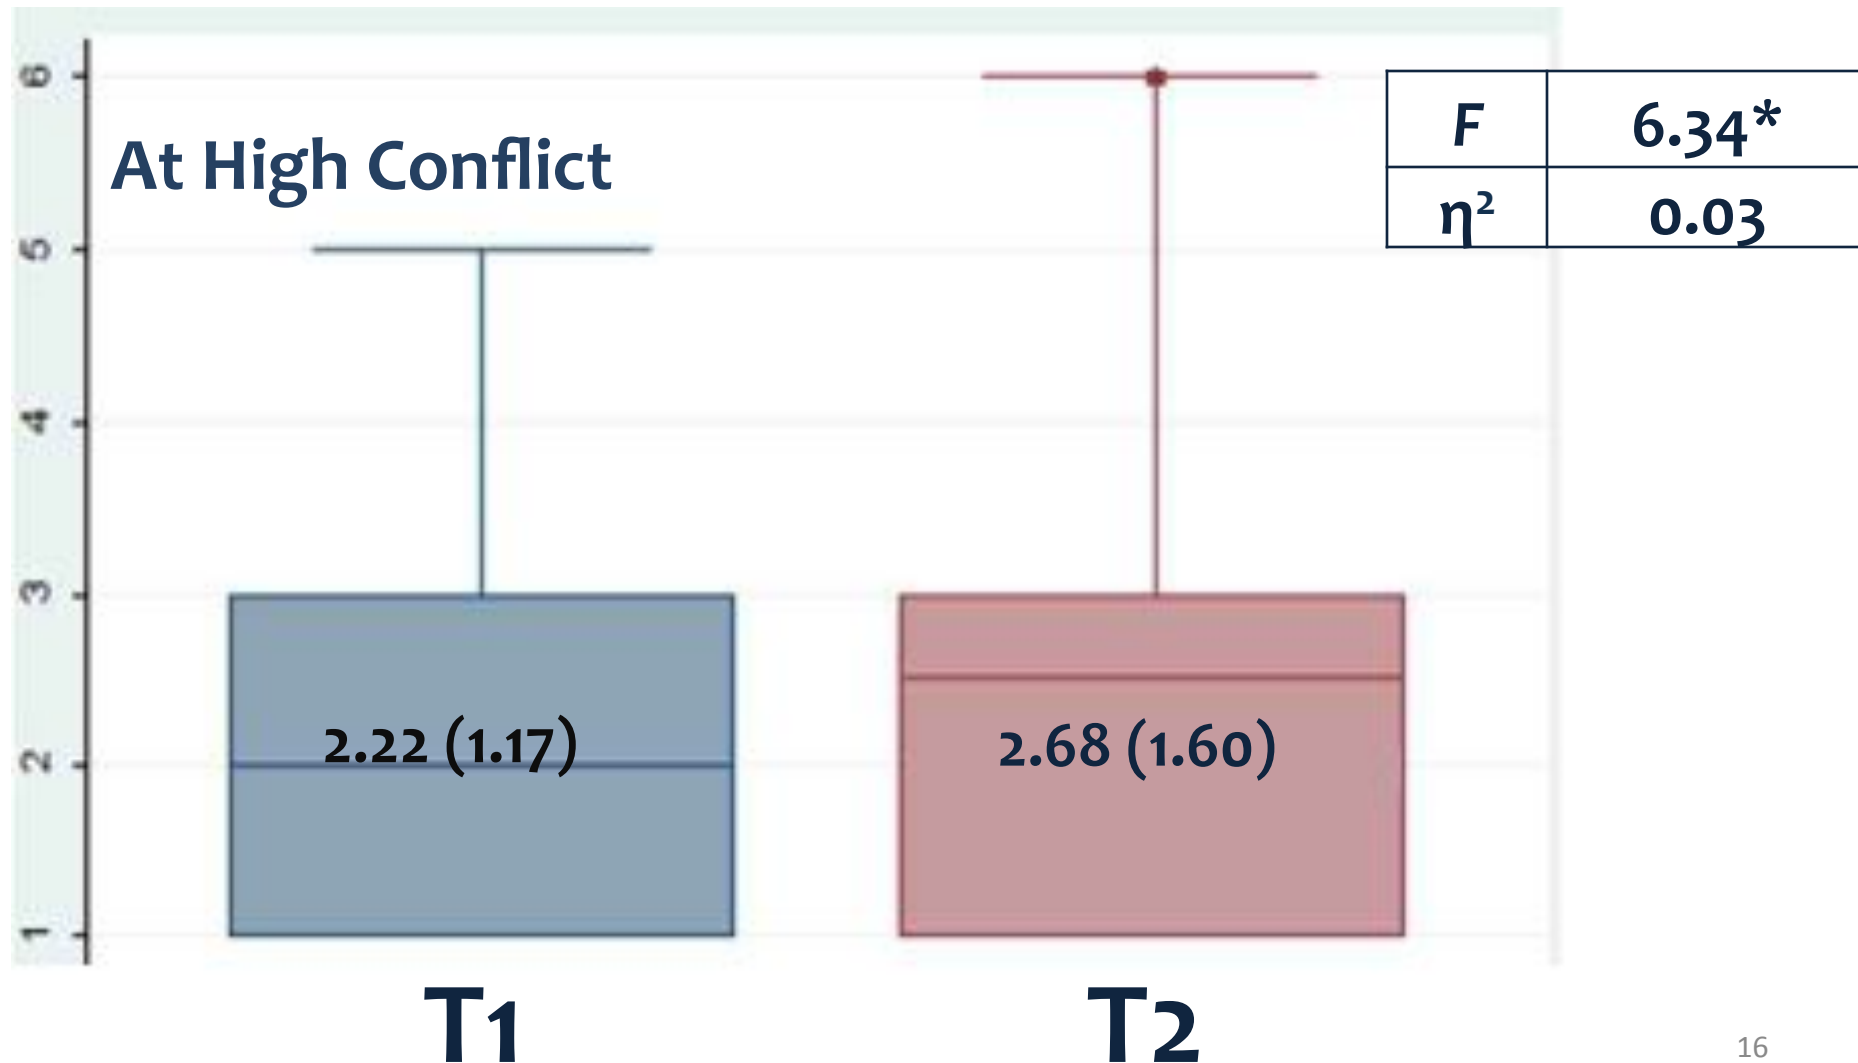 6
5
4
3
2
1
At High Conflict
F 6.34*
η² 0.03
2.22 (1.17)
2.68 (1.60)
T1
T2
16